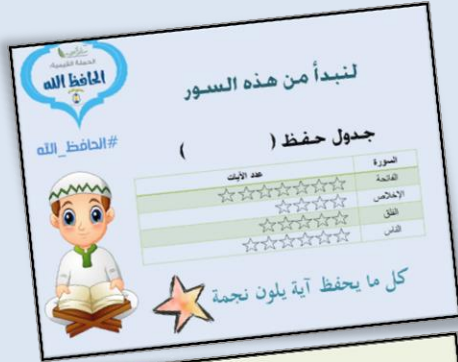 الحملة القيمية
الحافظ الله
#الحافظ_الله
لنبدأ من هذه السور
جدول حفظ ( )
السورة عدد الآيات
الفاتحة ☆☆☆☆☆☆☆
الإخلاص ☆☆☆☆
الفلق ☆☆☆☆☆
الناس ☆☆☆☆☆☆
كل ما يحفظ آية يلون نجمة